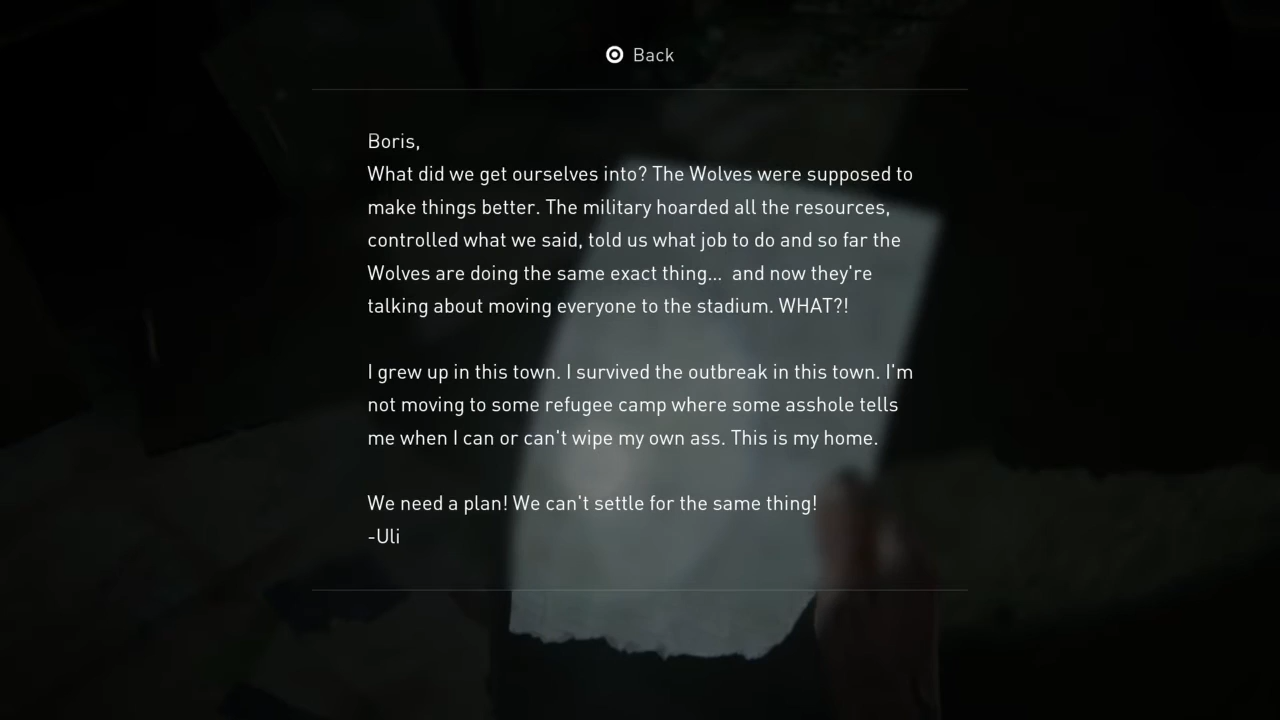 Back
Boris,
What did we get ourselves into? The Wolves were supposed to
make things better. The military hoarded all the resources,
controlled what we said, told us what job to do and so far the
Wolves are doing the same exact thing...  and now they're
talking about moving everyone to the stadium. WHAT?!
I grew up in this town. I survived the outbreak in this town. I'm
not moving to some refugee camp where some asshole tells
me when I can or can't wipe my own ass. This is my home.
We need a plan! We can't settle for the same thing!
-Uli